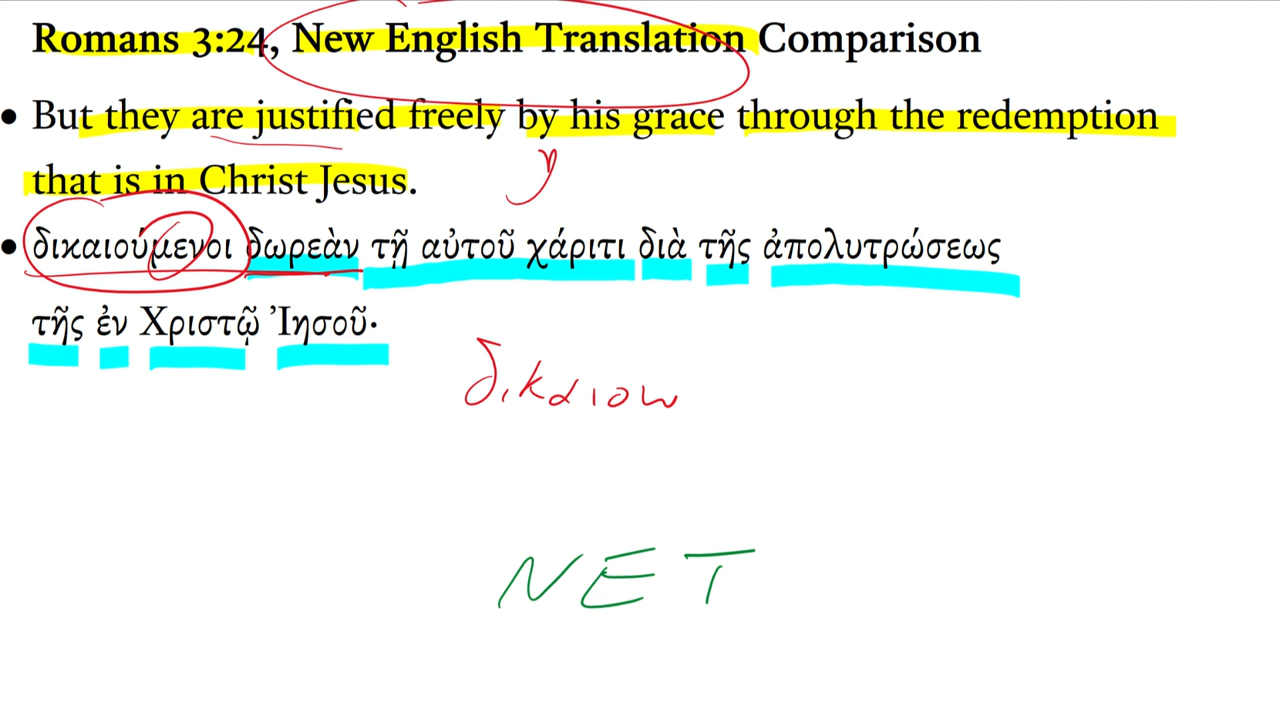 Romans 3:24, New English Translation Comparison
• But they are justified freely by his grace through the redemption
that is in Christ Jesus.
• δικαιούμενοι δωρεὰν τῇ αὐτοῦ χάριτι διὰ τῆς ἀπολυτρώσεως
τῆς ἐν Χριστῷ Ἰησοῦ·
δικαιοω
NET